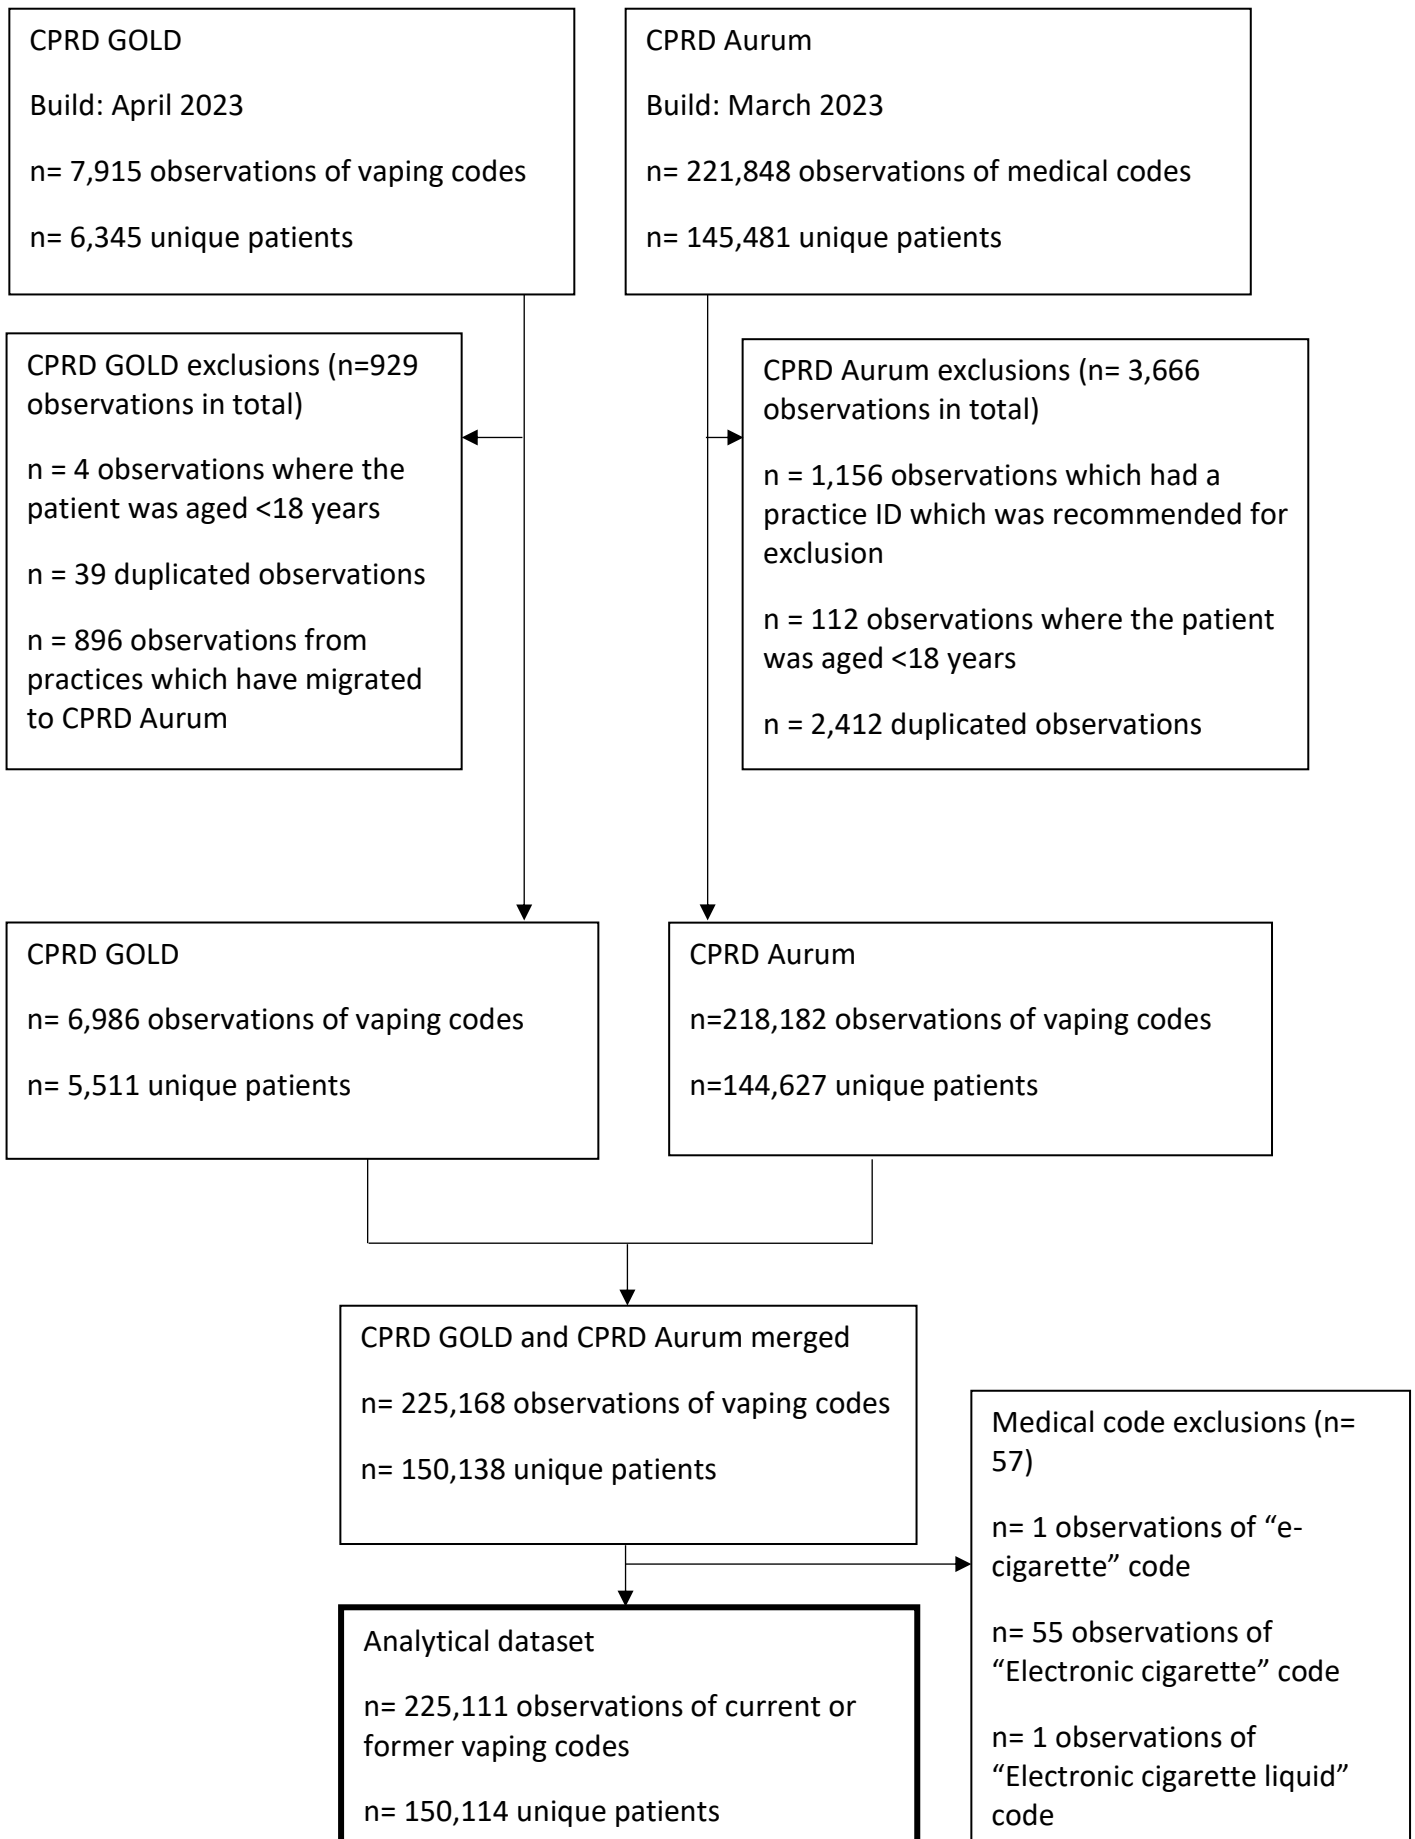 CPRD GOLD
Build: April 2023
n= 7,915 observations of vaping codes
n= 6,345 unique patients
CPRD Aurum
Build: March 2023
n= 221,848 observations of medical codes
n= 145,481 unique patients
CPRD GOLD exclusions (n=929
observations in total)
n = 4 observations where the
patient was aged <18 years
n = 39 duplicated observations
n = 896 observations from
practices which have migrated
to CPRD Aurum
CPRD Aurum exclusions (n= 3,666
observations in total)
n = 1,156 observations which had a
practice ID which was recommended for
exclusion
n = 112 observations where the patient
was aged <18 years
n = 2,412 duplicated observations
CPRD GOLD
n= 6,986 observations of vaping codes
n= 5,511 unique patients
CPRD Aurum
n=218,182 observations of vaping codes
n=144,627 unique patients
CPRD GOLD and CPRD Aurum merged
n= 225,168 observations of vaping codes
n= 150,138 unique patients
Medical code exclusions (n=
57)
n= 1 observations of “e-
cigarette” code
n= 55 observations of
“Electronic cigarette” code
n= 1 observations of
“Electronic cigarette liquid”
code
Analytical dataset
n= 225,111 observations of current or
former vaping codes
n= 150,114 unique patients